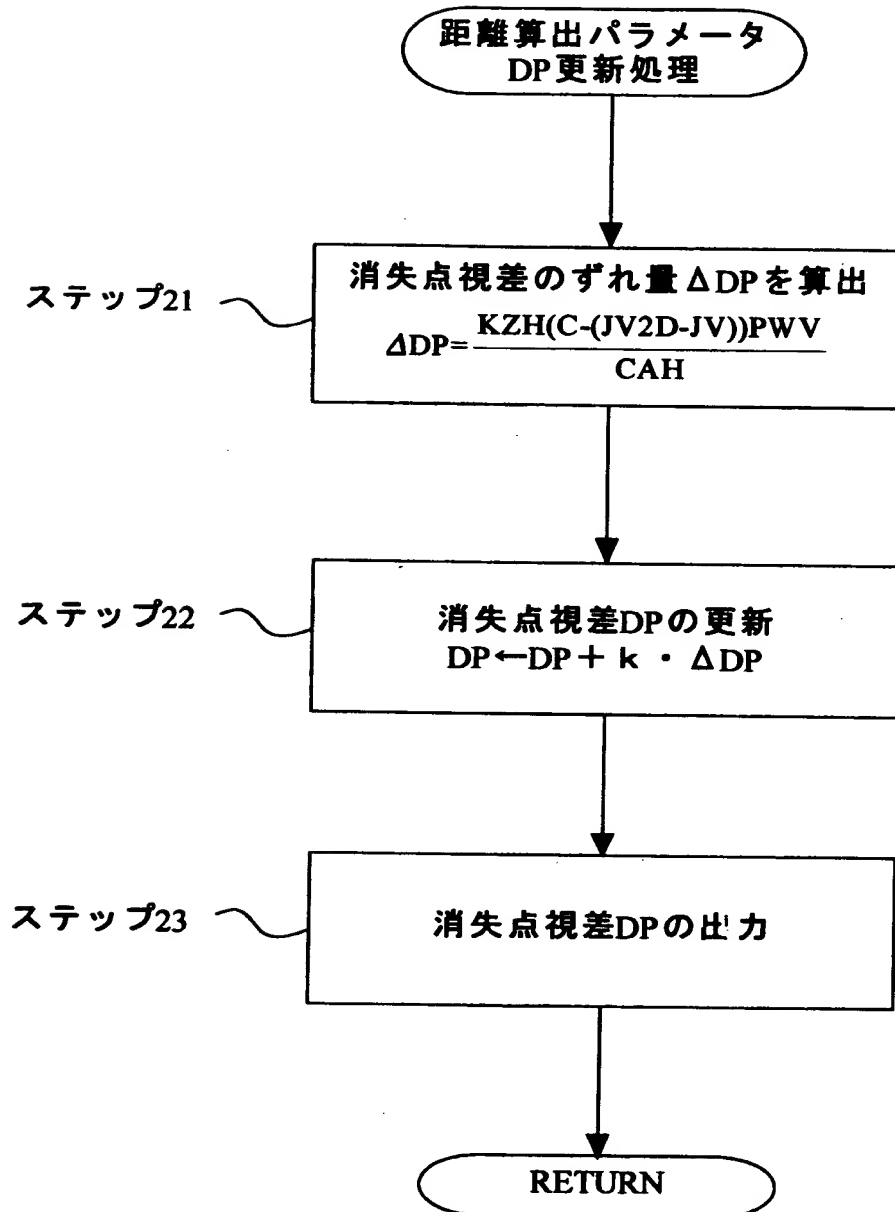 距離算出パラメータ
DP更新処理
ステップ21
消失点視差のずれ量ΔDPを算出
ΔDP=KZH(C-(JV2D-JV))PWV
CAH
ステップ22
消失点視差DPの更新
DP←DP+k・ΔDP
ステップ23
消失点視差DPの出力
RETURN